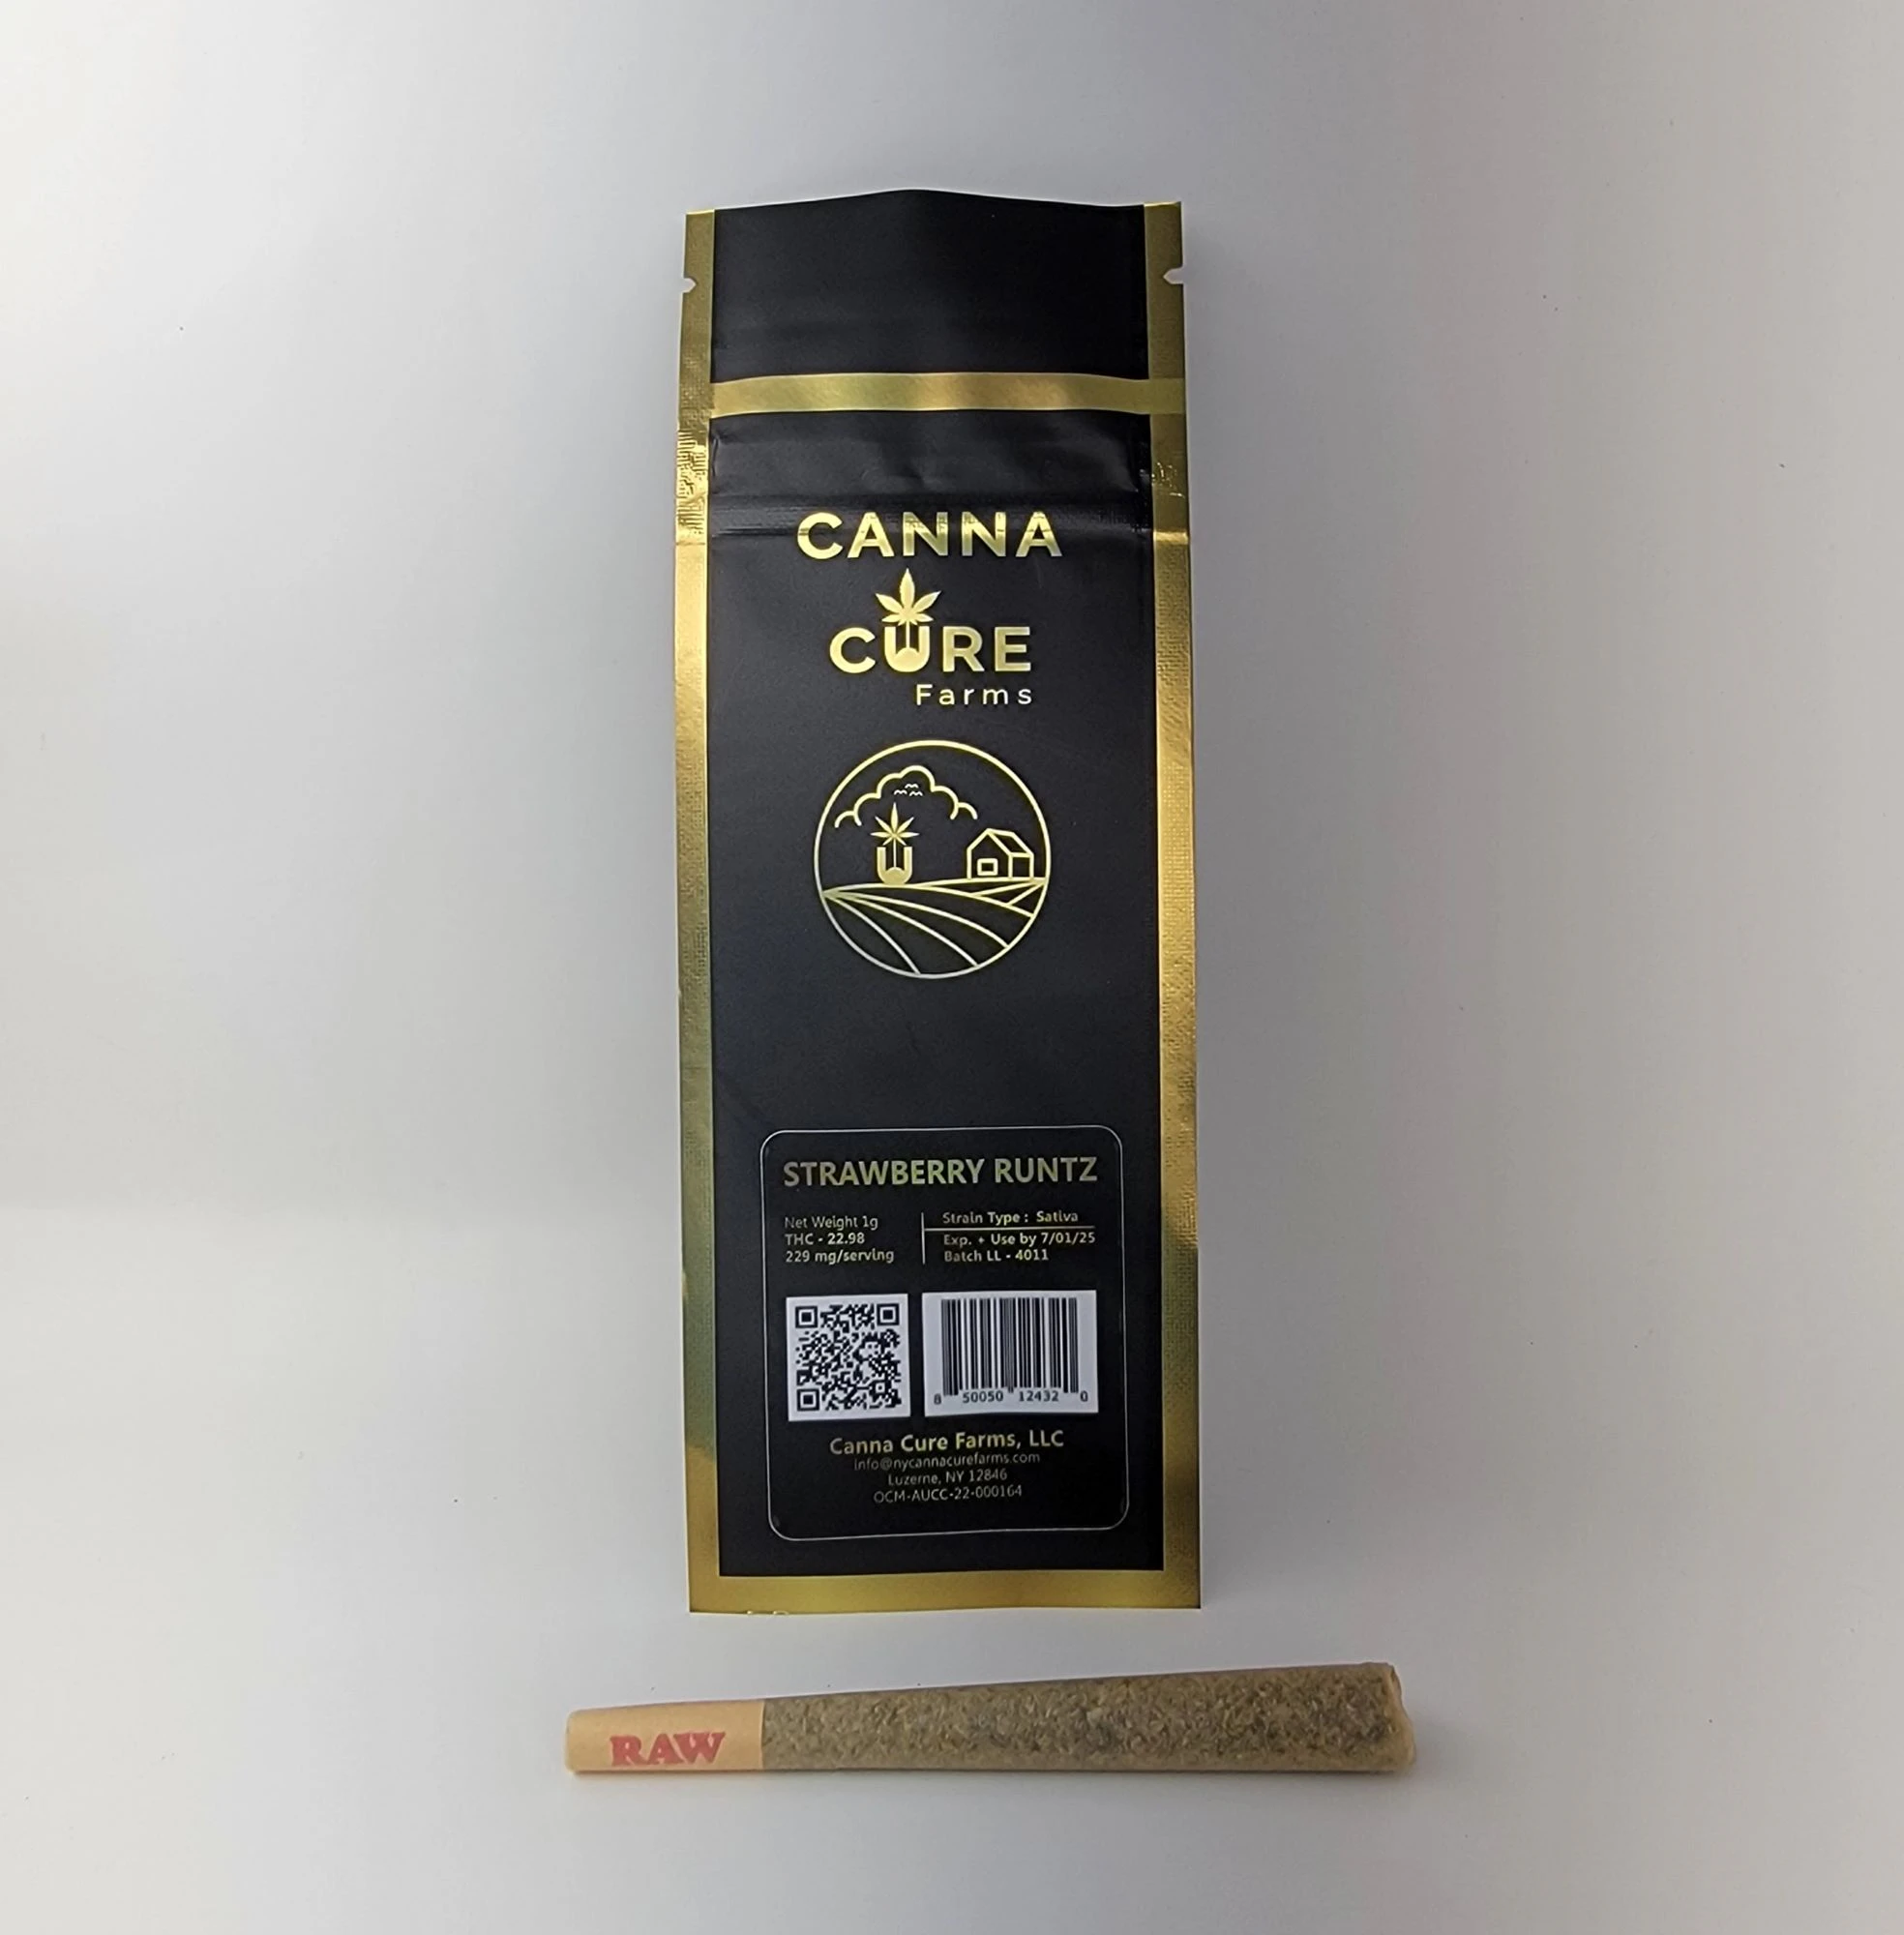 CANNA
CURE
Farms
STRAWBERRY RUNTZ
Net Weight 1g
THC - 22.98
229 mg/serving
Strain Type : Sativa
Exp. + Use by 7/01/25
Batch LL - 4011
8 50050 12432 0
Canna Cure Farms, LLC
info@nycannacurefarms.com
Luzerne, NY 12846
OCM-AUCC-22-000164
RAW